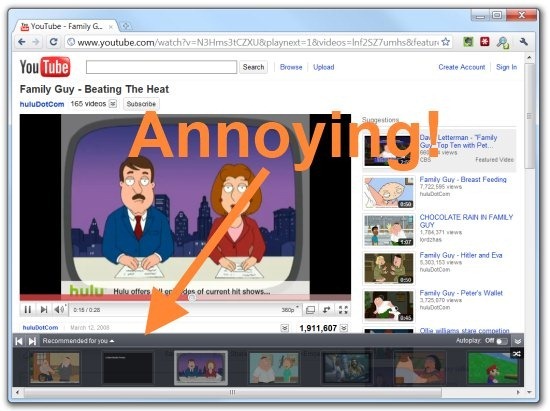 YouTube - Family G...
www.youtube.com/watch?v=N3Hms3tCZXU&playnext=1&videos=lnf2SZ7umhs&featur
YouTube
Search
Browse
Upload
Create Account
Sign In
Family Guy - Beating The Heat
huluDotCom 165 videos
Subscribe
Annoying!
Suggestions
David Letterman - "Family
Guy" Top Ten with Pet...
views
CBS
Featured Video
Family Guy - Breast Feeding
7,722,595 views
huluDotCom
0:50
CHOCOLATE RAIN IN FAMILY
GUY
1,784,371 views
lordzhas
1:07
Family Guy - Hitler and Eva
5,303,153 views
huluDotCom
0:50
Family Guy - Peter's Wallet
3,725,070 views
huluDotCom
0:45
Ollie williams stare competion
hulu
Hulu offers full episodes of current hit shows...
0:15 / 0:28
360p
huluDotCom
March 12, 2008
1,911,607
Recommended for you
Autoplay: Off